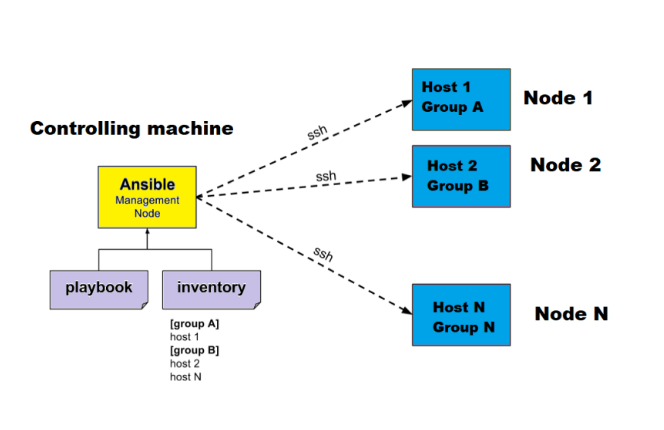 Controlling machine
Ansible
Management
Node
playbook
inventory
[group A]
host 1
[group B]
host 2
host N
ssh
ssh
ssh
Host 1
Group A
Node 1
Host 2
Group B
Node 2
Host N
Group N
Node N